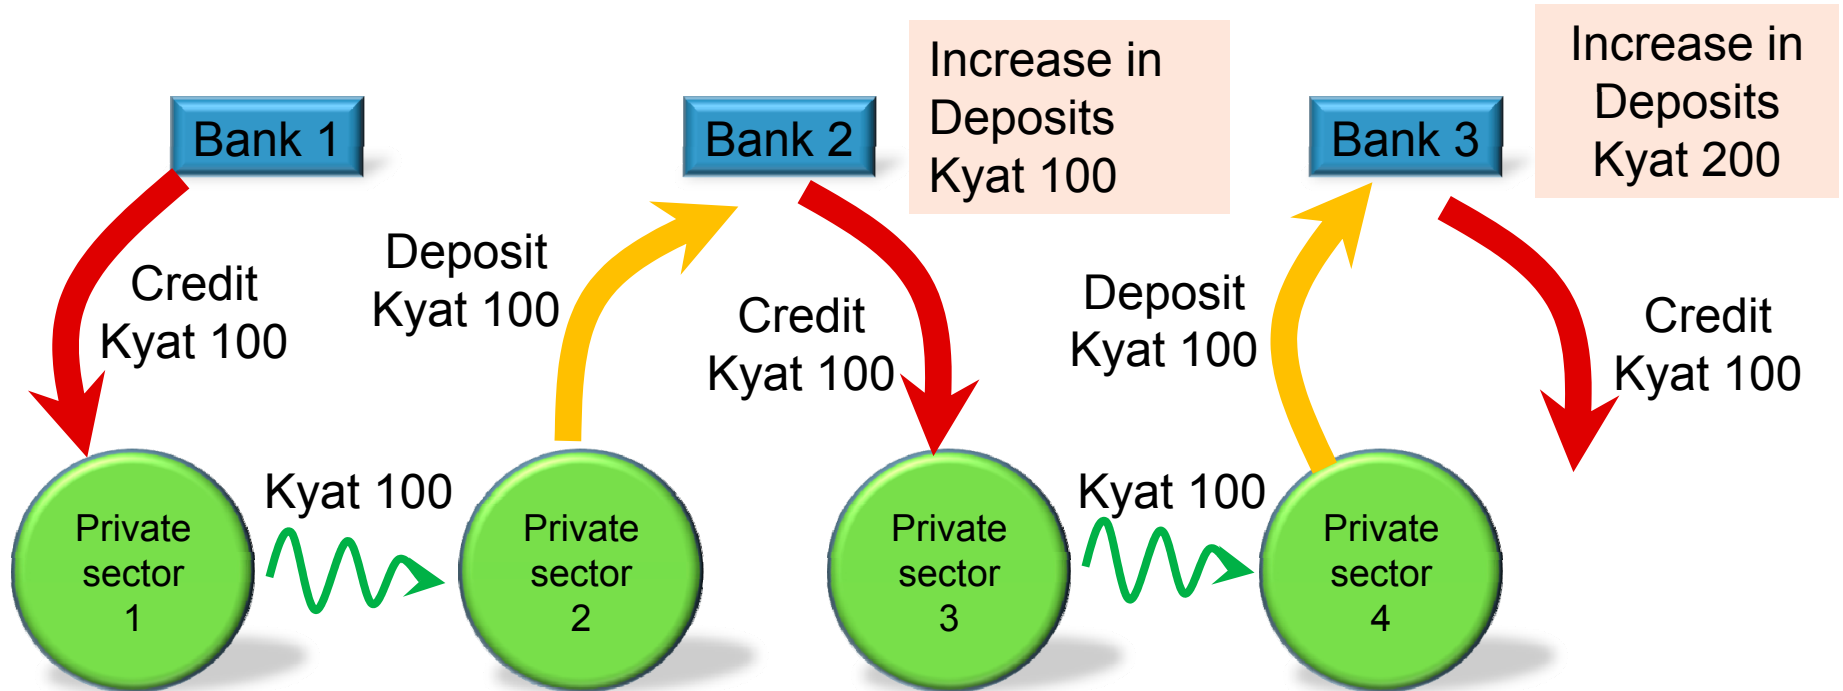 Bank 1
Bank 2
Increase in
Deposits
Kyat 100
Bank 3
Increase in
Deposits
Kyat 200
Credit
Kyat 100
Deposit
Kyat 100
Credit
Kyat 100
Deposit
Kyat 100
Credit
Kyat 100
Private
sector
1
Kyat 100
Private
sector
2
Private
sector
3
Kyat 100
Private
sector
4